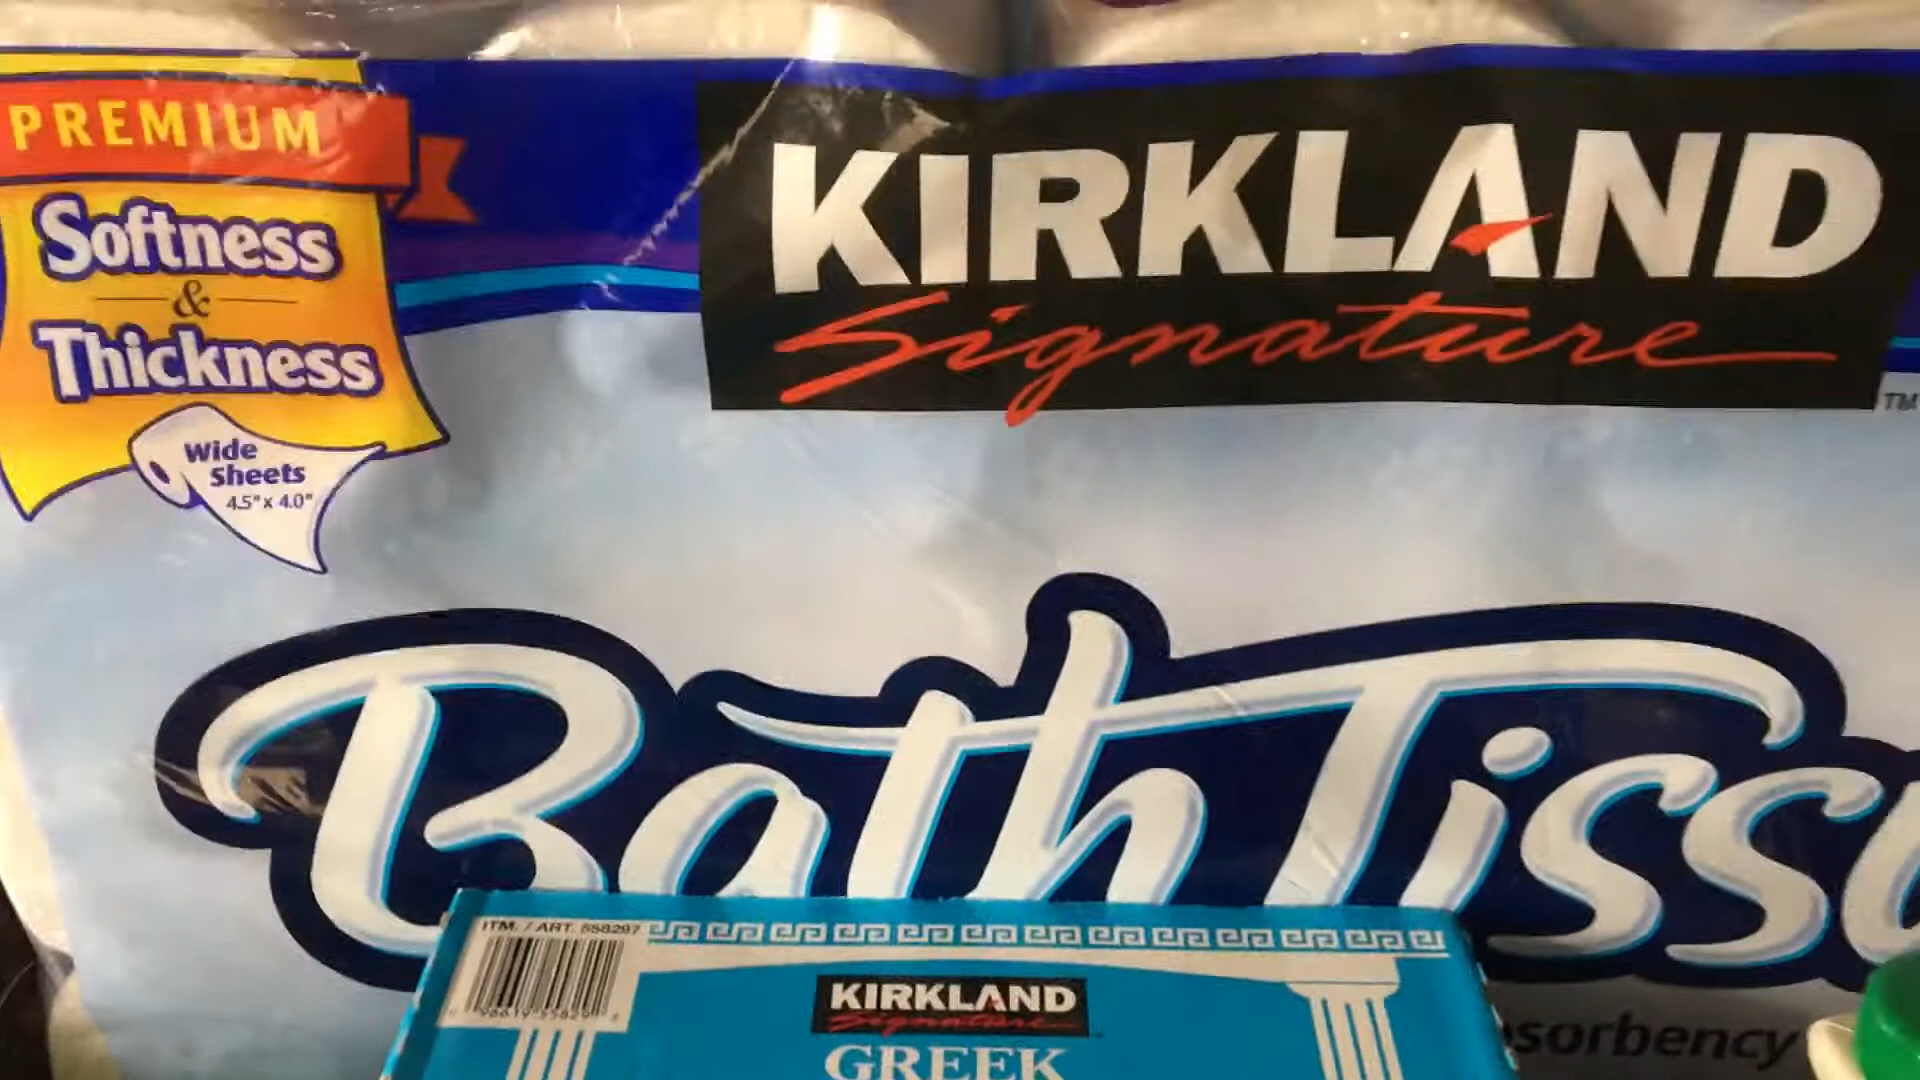 PREMIUM
Softness
&
Thickness
Wide
Sheets
4.5" x 4.0"
KIRKLAND
Signature
TM
Bath Tiss
ITM. / ART. 558297
KIRKLAND
Signature
GREEK
sorbency